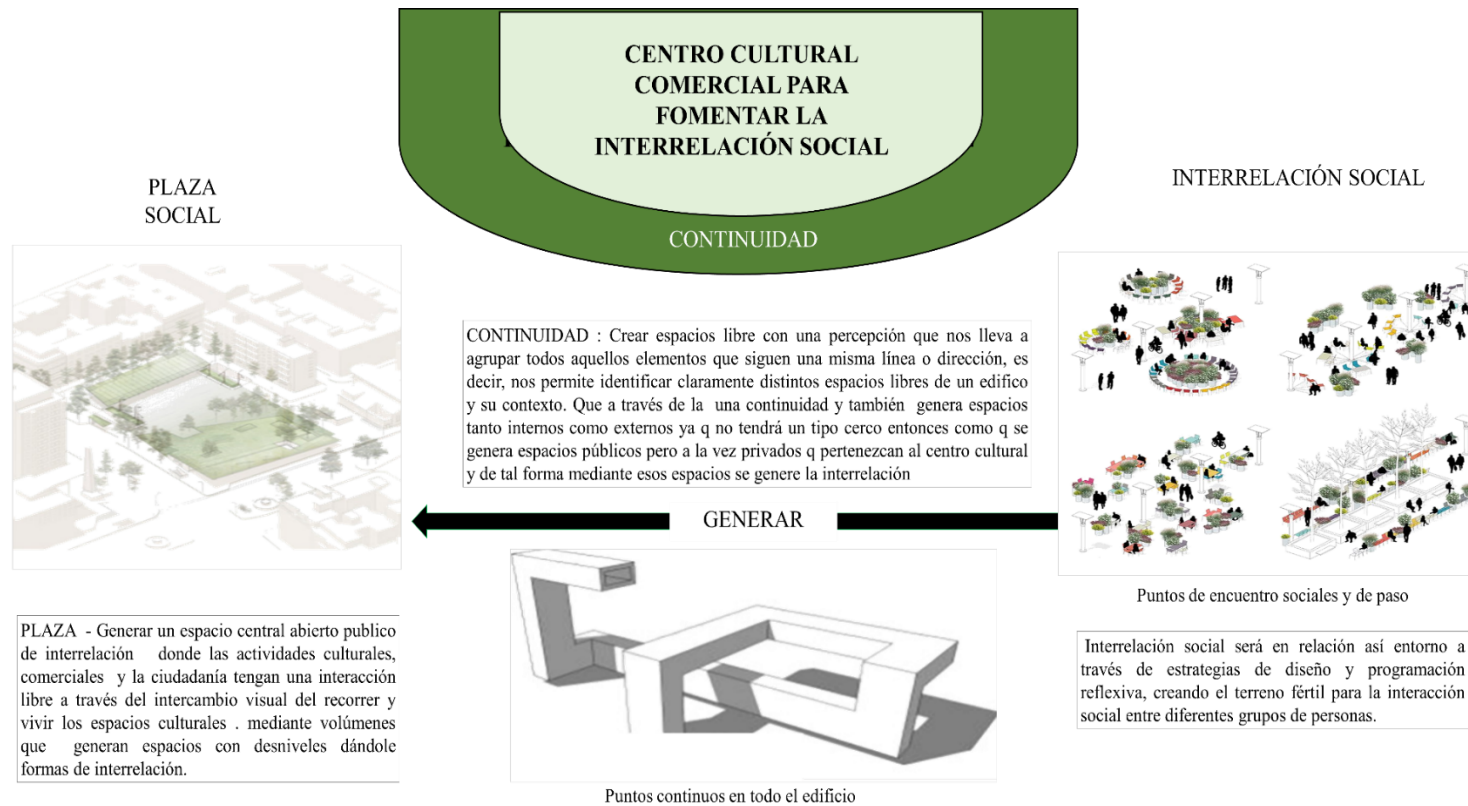 CENTRO CULTURAL
COMERCIAL PARA
FOMENTAR LA
INTERRELACIÓN SOCIAL
CONTINUIDAD
PLAZA
SOCIAL
PLAZA - Generar un espacio central abierto publico
de interrelación donde las actividades culturales,
comerciales y la ciudadanía tengan una interacción
libre a través del intercambio visual del recorrer y
vivir los espacios culturales . mediante volúmenes
que generan espacios con desniveles dándole
formas de interrelación.
CONTINUIDAD : Crear espacios libre con una percepción que nos lleva a
agrupar todos aquellos elementos que siguen una misma línea o dirección, es
decir, nos permite identificar claramente distintos espacios libres de un edifico
y su contexto. Que a través de la una continuidad y también genera espacios
tanto internos como externos ya q no tendrá un tipo cerco entonces como q se
genera espacios públicos pero a la vez privados q pertenezcan al centro cultural
y de tal forma mediante esos espacios se genere la interrelación
GENERAR
Puntos continuos en todo el edificio
INTERRELACIÓN SOCIAL
Puntos de encuentro sociales y de paso
Interrelación social será en relación así entorno a
través de estrategias de diseño y programación
reflexiva, creando el terreno fértil para la interacción
social entre diferentes grupos de personas.